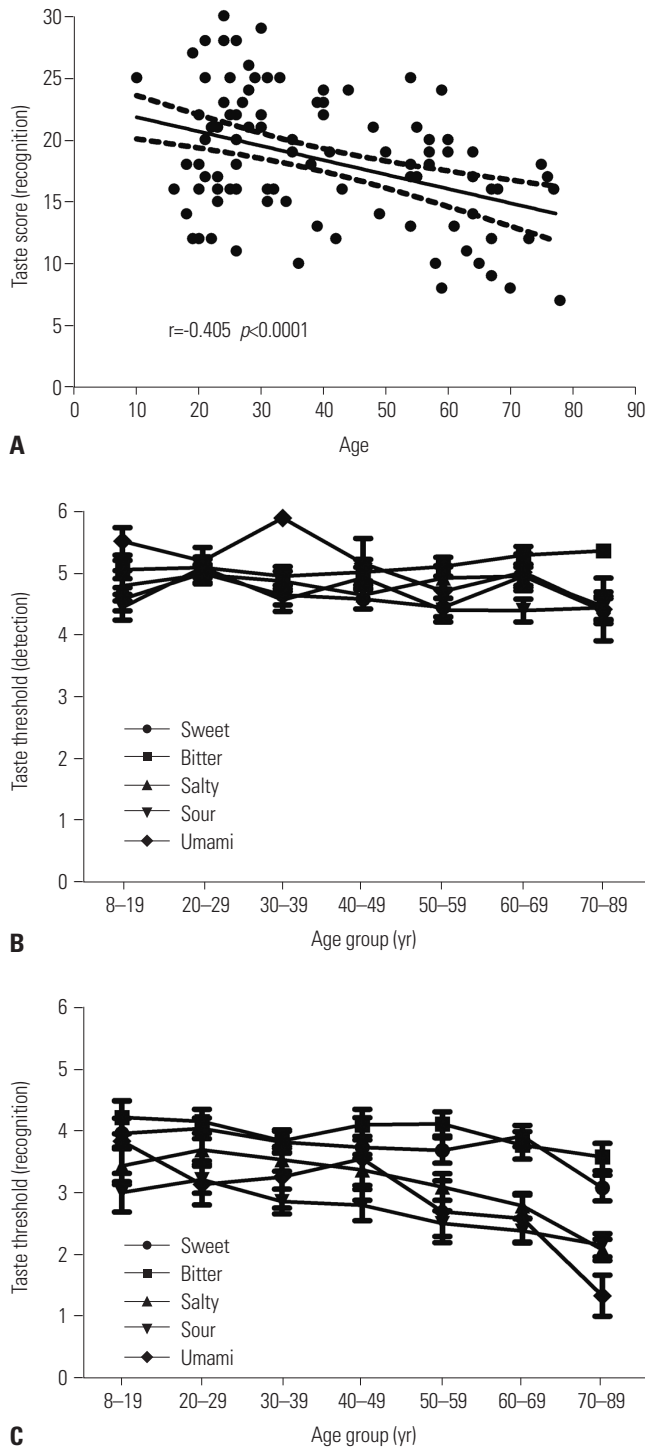 30
25
20
15
10
5
0
Taste score (recognition)
r=-0.405 p<0.0001
0 10 20 30 40 50 60 70 80 90
Age
A
6
5
4
3
2
1
0
Taste threshold (detection)
Sweet
Bitter
Salty
Sour
Umami
8–19 20–29 30–39 40–49 50–59 60–69 70–89
Age group (yr)
B
6
5
4
3
2
1
0
Taste threshold (recognition)
Sweet
Bitter
Salty
Sour
Umami
8–19 20–29 30–39 40–49 50–59 60–69 70–89
Age group (yr)
C